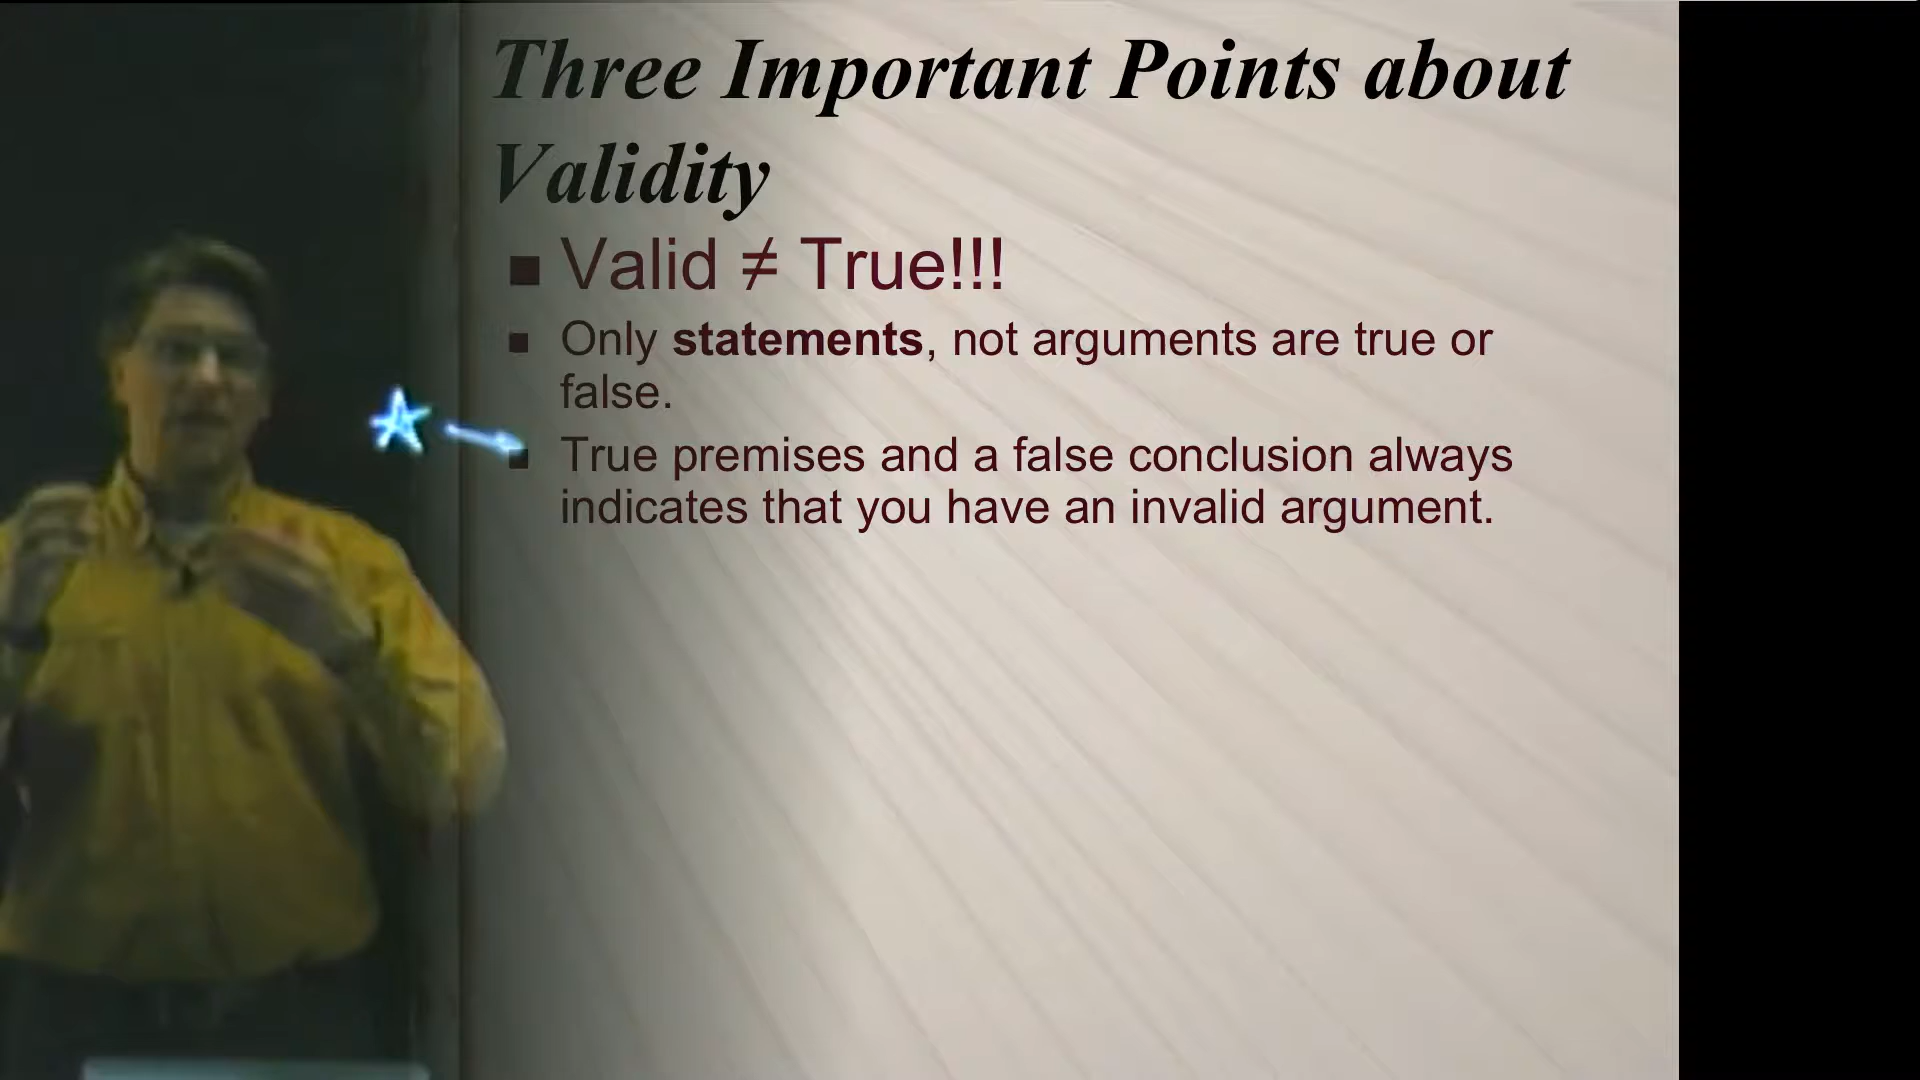 Three Important Points about
Validity
■ Valid ≠ True!!!
■ Only statements, not arguments are true or
false.
■ True premises and a false conclusion always
indicates that you have an invalid argument.